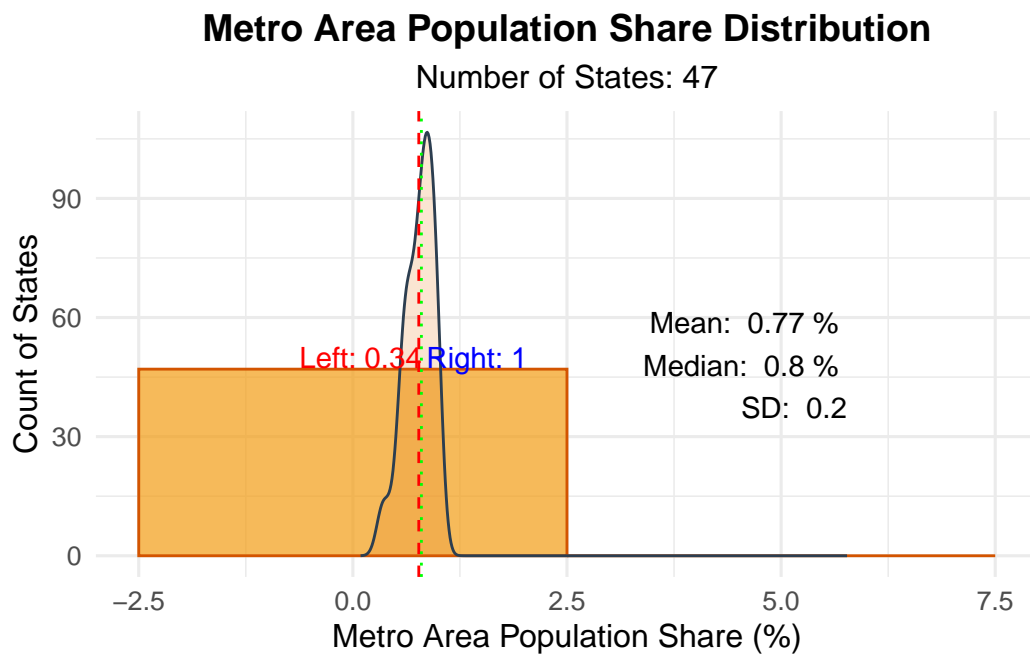 Metro Area Population Share Distribution
Number of States: 47
Count of States
90
60
30
0
Left: 0.34
Right: 1
Mean:  0.77 %
Median:  0.8 %
SD:  0.2
−2.5
0.0
2.5
5.0
7.5
Metro Area Population Share (%)